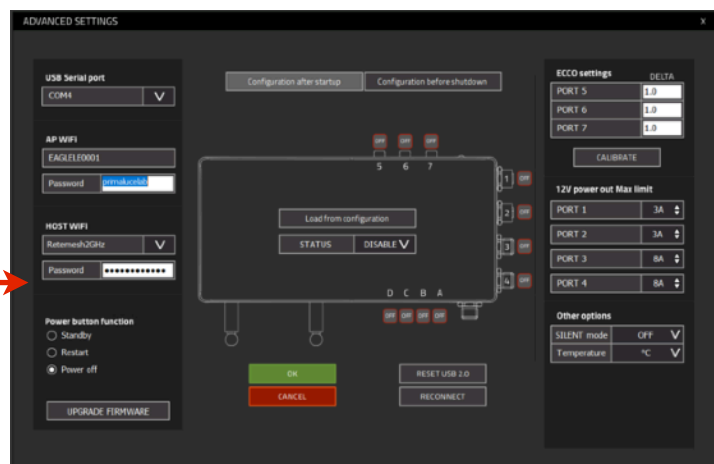 ADVANCED SETTINGS
X
USB Serial port
COM4 V
AP WIFI
EAGLELE0001
Password primalucelab
HOST WIFI
Retemesh2GHz V
Password ●●●●●●●●●●●●
Power button function
Standby
Restart
Power off
UPGRADE FIRMWARE
Configuration after startup
Configuration before shutdown
OFF OFF OFF
5 6 7
1 OFF
2 OFF
3 OFF
4 OFF
Load from configuration
STATUS DISABLE V
D C B A
OFF OFF OFF OFF
OK
RESET USB 2.0
CANCEL
RECONNECT
ECCO settings DELTA
PORT 5 1.0
PORT 6 1.0
PORT 7 1.0
CALIBRATE
12V power out Max limit
PORT 1 3A
PORT 2 3A
PORT 3 8A
PORT 4 8A
Other options
SILENT mode OFF V
Temperature °C V